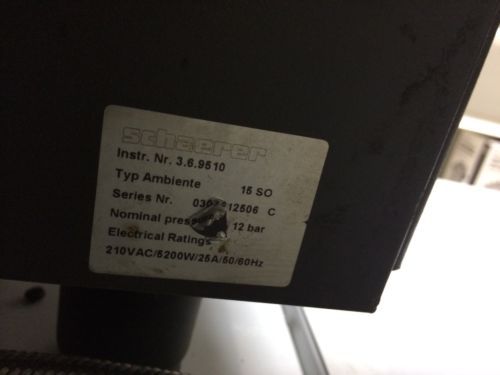 schaerer
Instr. Nr. 3.6.9510
Typ Ambiente 15 SO
Series Nr. C
Nominal 12 bar
Electrical Ratings
210VAC/5200W/25A/50/60Hz